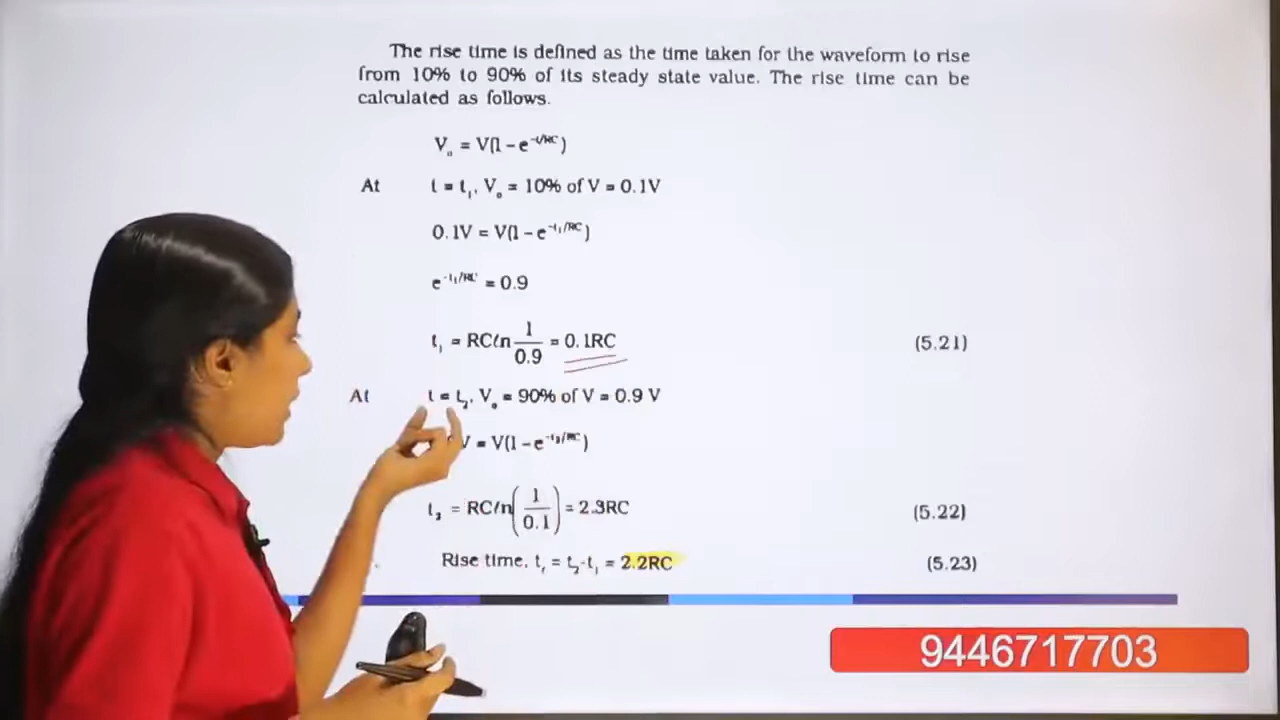 The rise time is defined as the time taken for the waveform to rise
from 10% to 90% of its steady state value. The rise time can be
calculated as follows.
Vₒ = V(1 – e^(–t/RC))
At t = t₁, Vₒ = 10% of V = 0.1V
0.1V = V(1 – e^(–t₁/RC))
e^(-t₁/RC) = 0.9
t₁ = RC ln 1/0.9 = 0.1RC (5.21)
At t = t₂, Vₒ = 90% of V = 0.9 V
V = V(1 – e^(–t₂/RC))
t₂ = RC ln(1/0.1) = 2.3RC (5.22)
Rise time, tᵣ = t₂-t₁ = 2.2RC (5.23)
9446717703